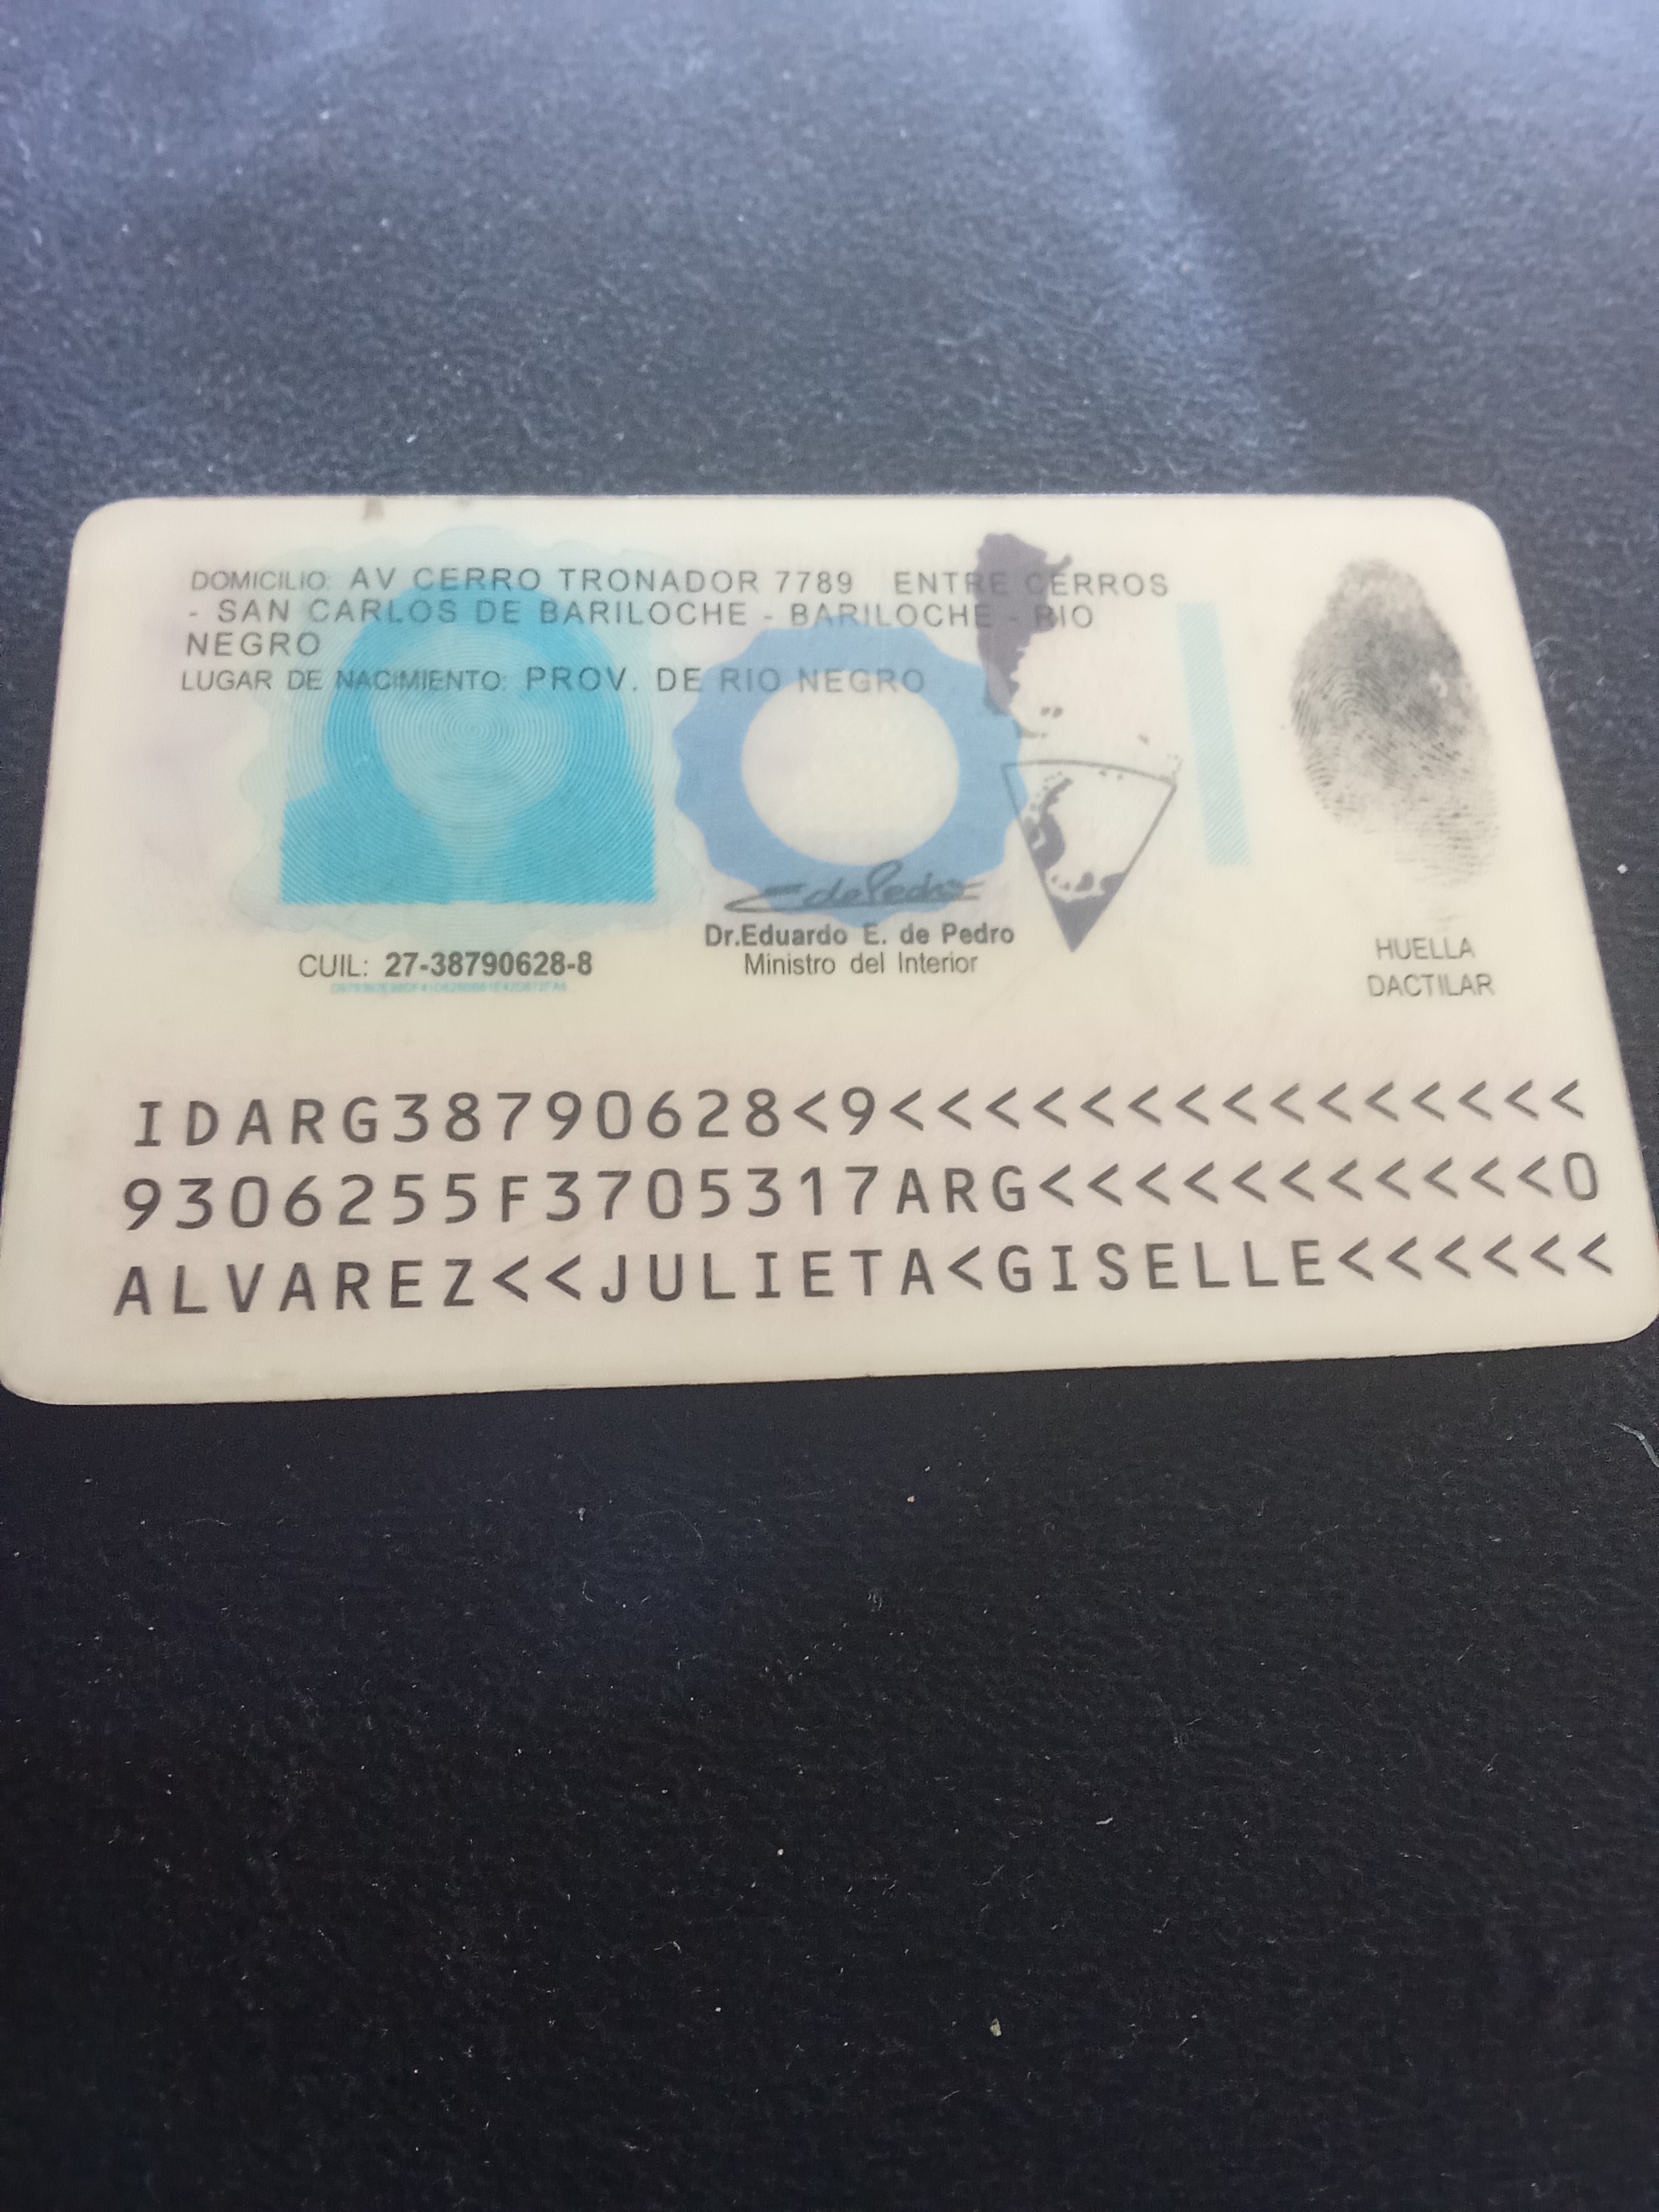 DOMICILIO: AV CERRO TRONADOR 7789 ENTRE CERROS
- SAN CARLOS DE BARILOCHE - BARILOCHE - RIO
NEGRO
LUGAR DE NACIMIENTO: PROV. DE RIO NEGRO
E de Pedro
Dr.Eduardo E. de Pedro
Ministro del Interior
CUIL: 27-38790628-8
HUELLA
DACTILAR
IDARG38790628<9<<<<<<<<<<<<<<<
9306255F3705317ARG<<<<<<<<<<<0
ALVAREZ<<JULIETA<GISELLE<<<<<<